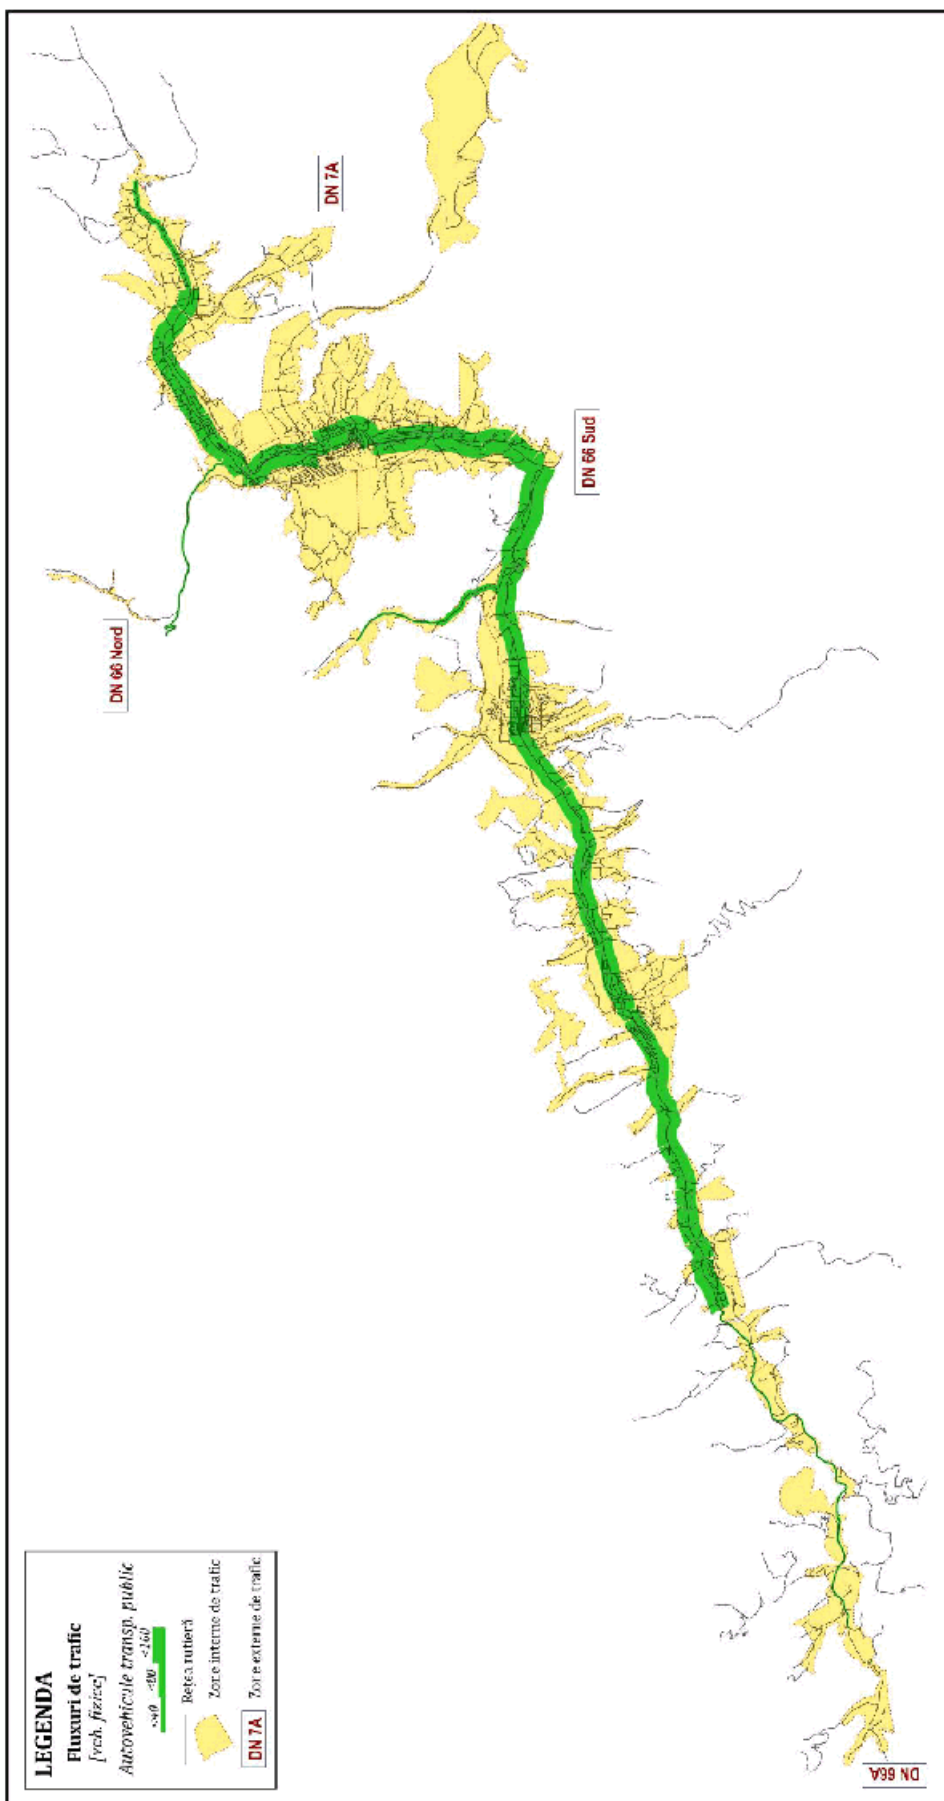 DN 7A
DN 66 Sud
DN 66 Nord
DN 66A
LEGENDA
Fluxuri de trafic
[veh. fizice]
Autovehicule transp. public
<160
Rețea rutieră
Zone interne de trafic
DN 7A
Zone externe de trafic